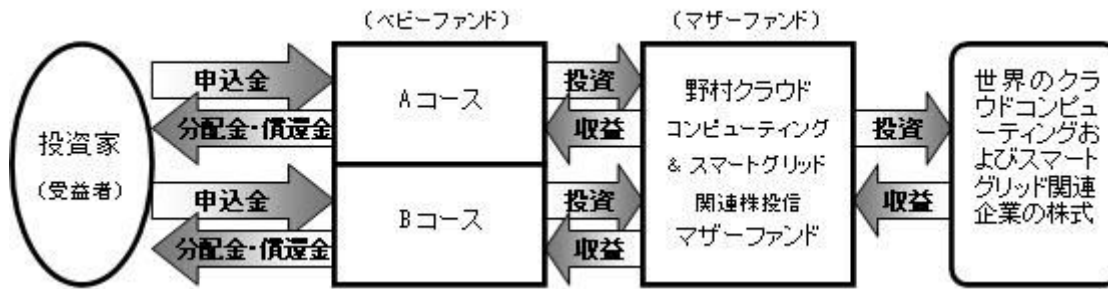 （ベビーファンド）
（マザーファンド）
投資家
（受益者）
申込金
分配金・償還金
申込金
分配金・償還金
Aコース
Bコース
投資
収益
投資
収益
野村クラウド
コンピューティング
& スマートグリッド
関連株投信
マザーファンド
投資
収益
世界のクラ
ウドコンピュ
ーティングお
よびスマート
グリッド関連
企業の株式